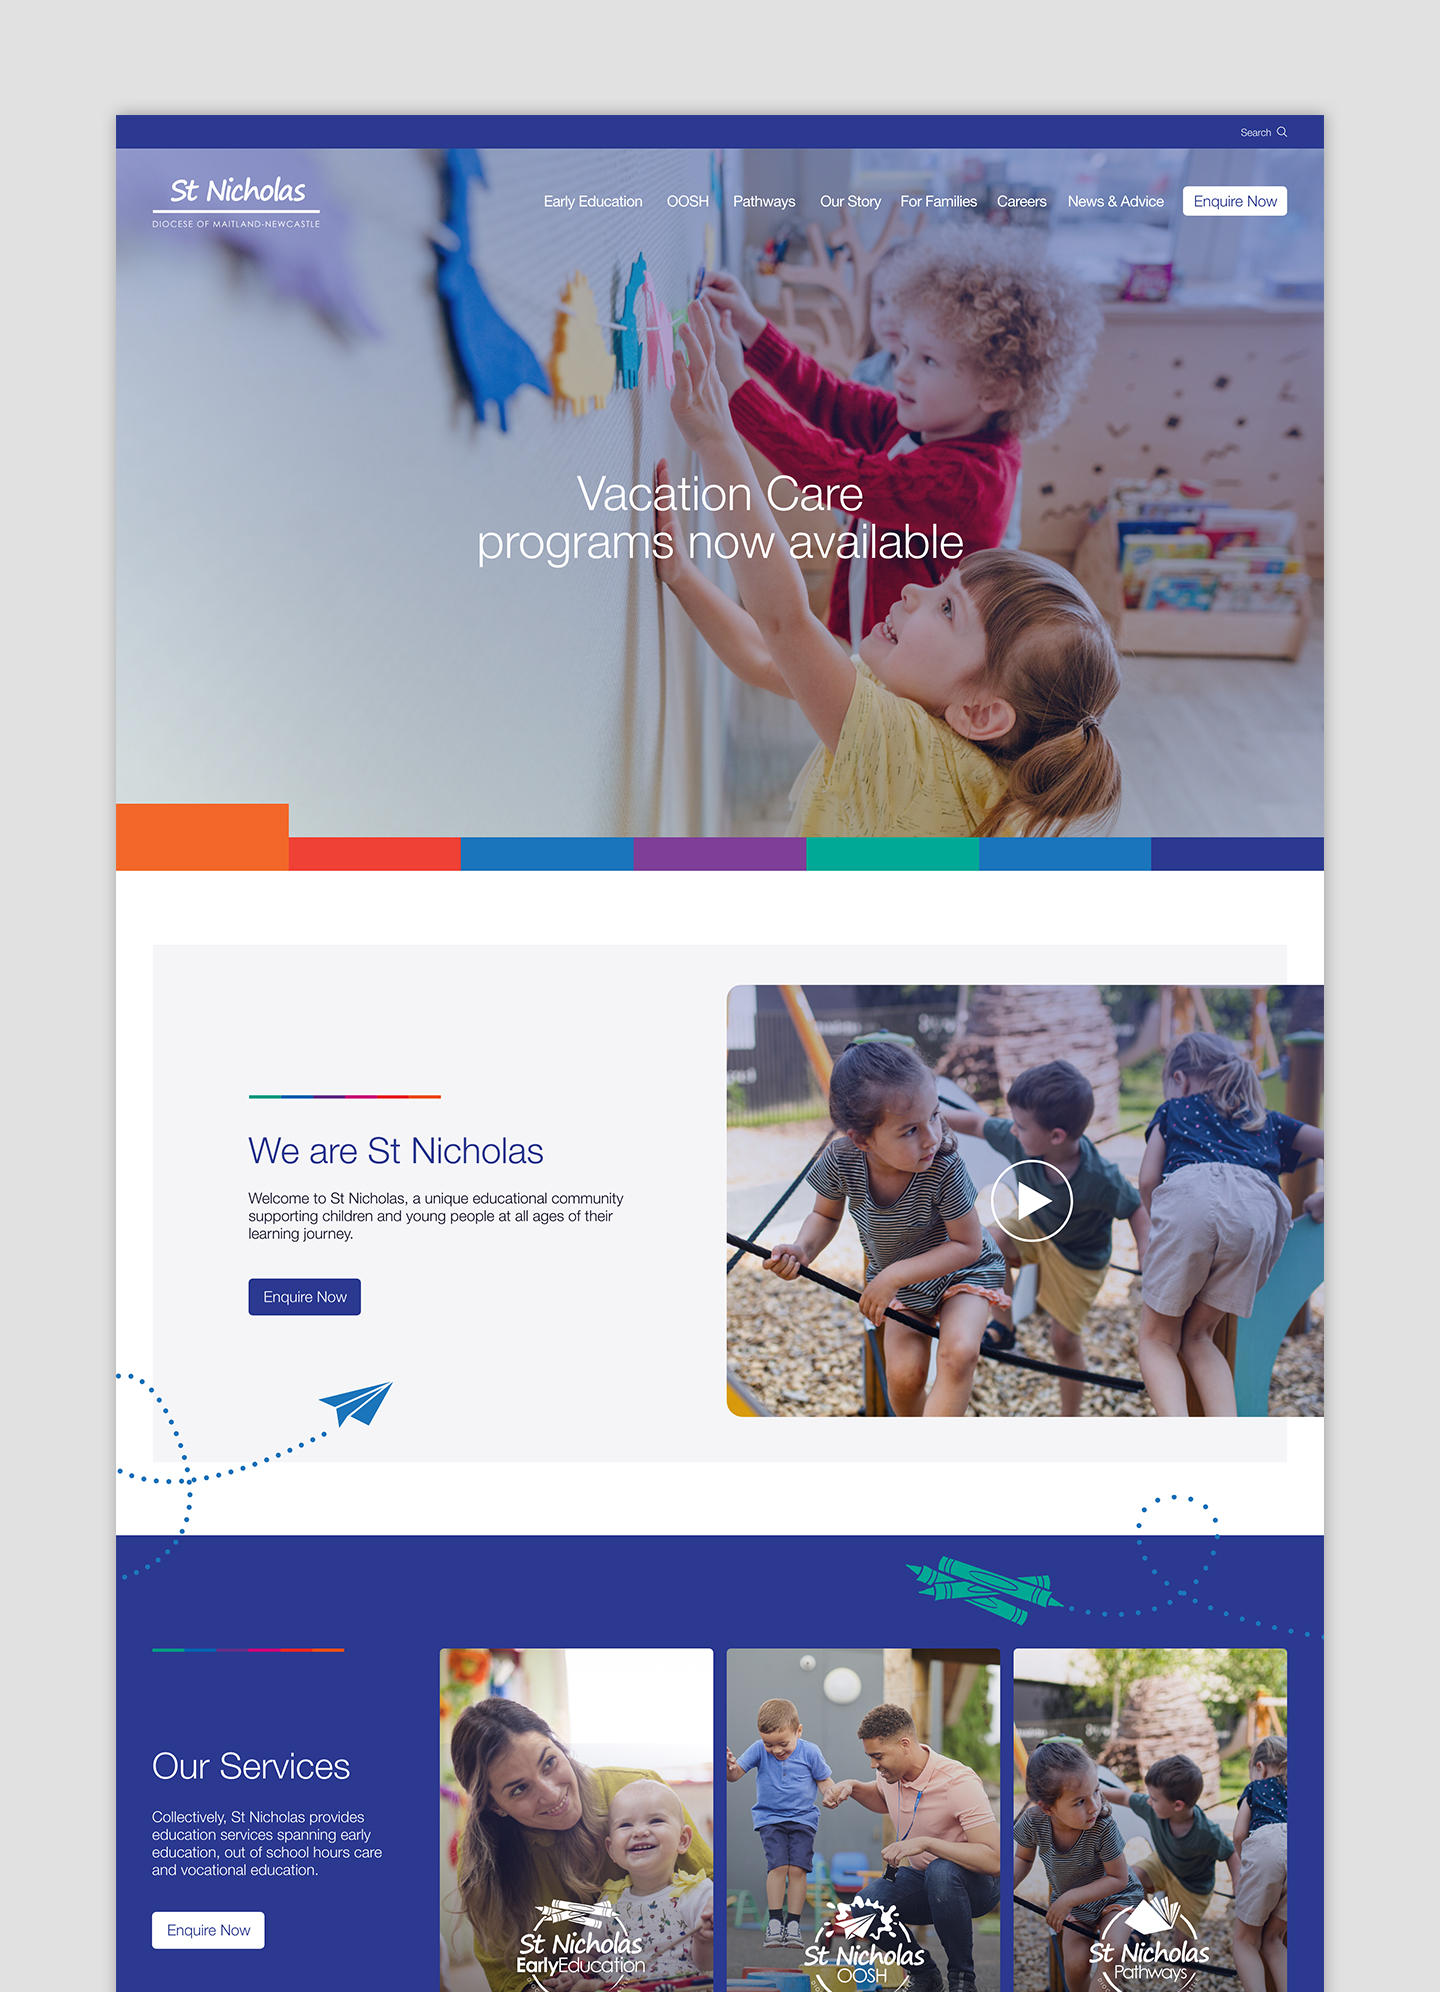 Search
St Nicholas
DIOCESE OF MAITLAND-NEWCASTLE
Early Education
OOSH
Pathways
Our Story
For Families
Careers
News & Advice
Enquire Now
Vacation Care
programs now available
We are St Nicholas
Welcome to St Nicholas, a unique educational community
supporting children and young people at all ages of their
learning journey.
Enquire Now
Our Services
Collectively, St Nicholas provides
education services spanning early
education, out of school hours care
and vocational education.
Enquire Now
St Nicholas
EarlyEducation
St Nicholas
OOSH
St Nicholas
Pathways